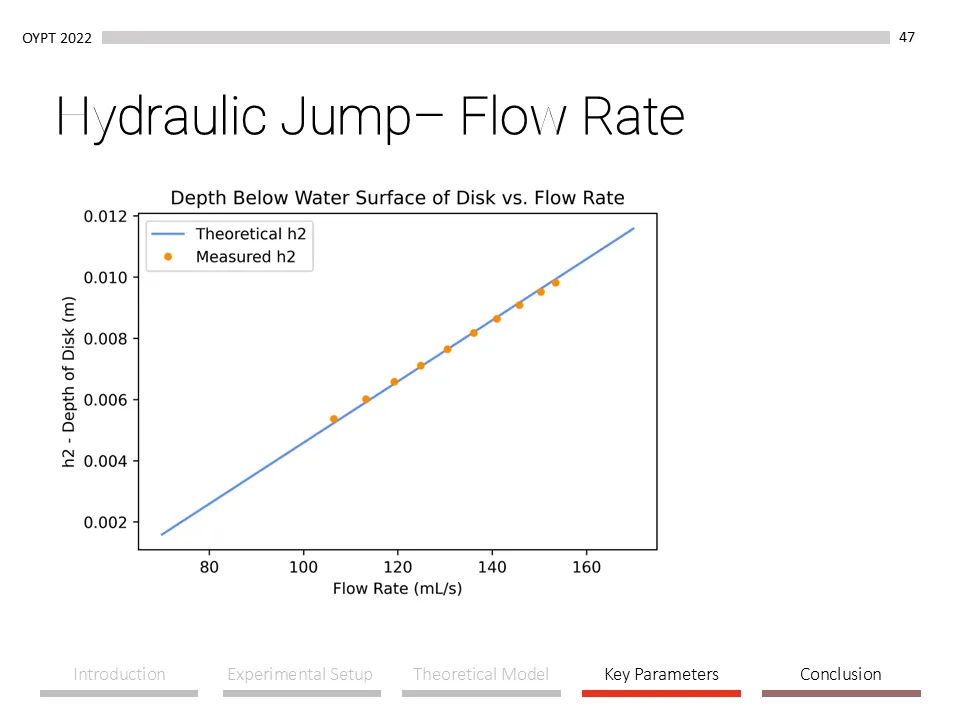 OYPT 2022
47
Hydraulic Jump– Flow Rate
Depth Below Water Surface of Disk vs. Flow Rate
Theoretical h2
Measured h2
h2 - Depth of Disk (m)
0.012
0.010
0.008
0.006
0.004
0.002
80 100 120 140 160
Flow Rate (mL/s)
Introduction Experimental Setup Theoretical Model Key Parameters Conclusion